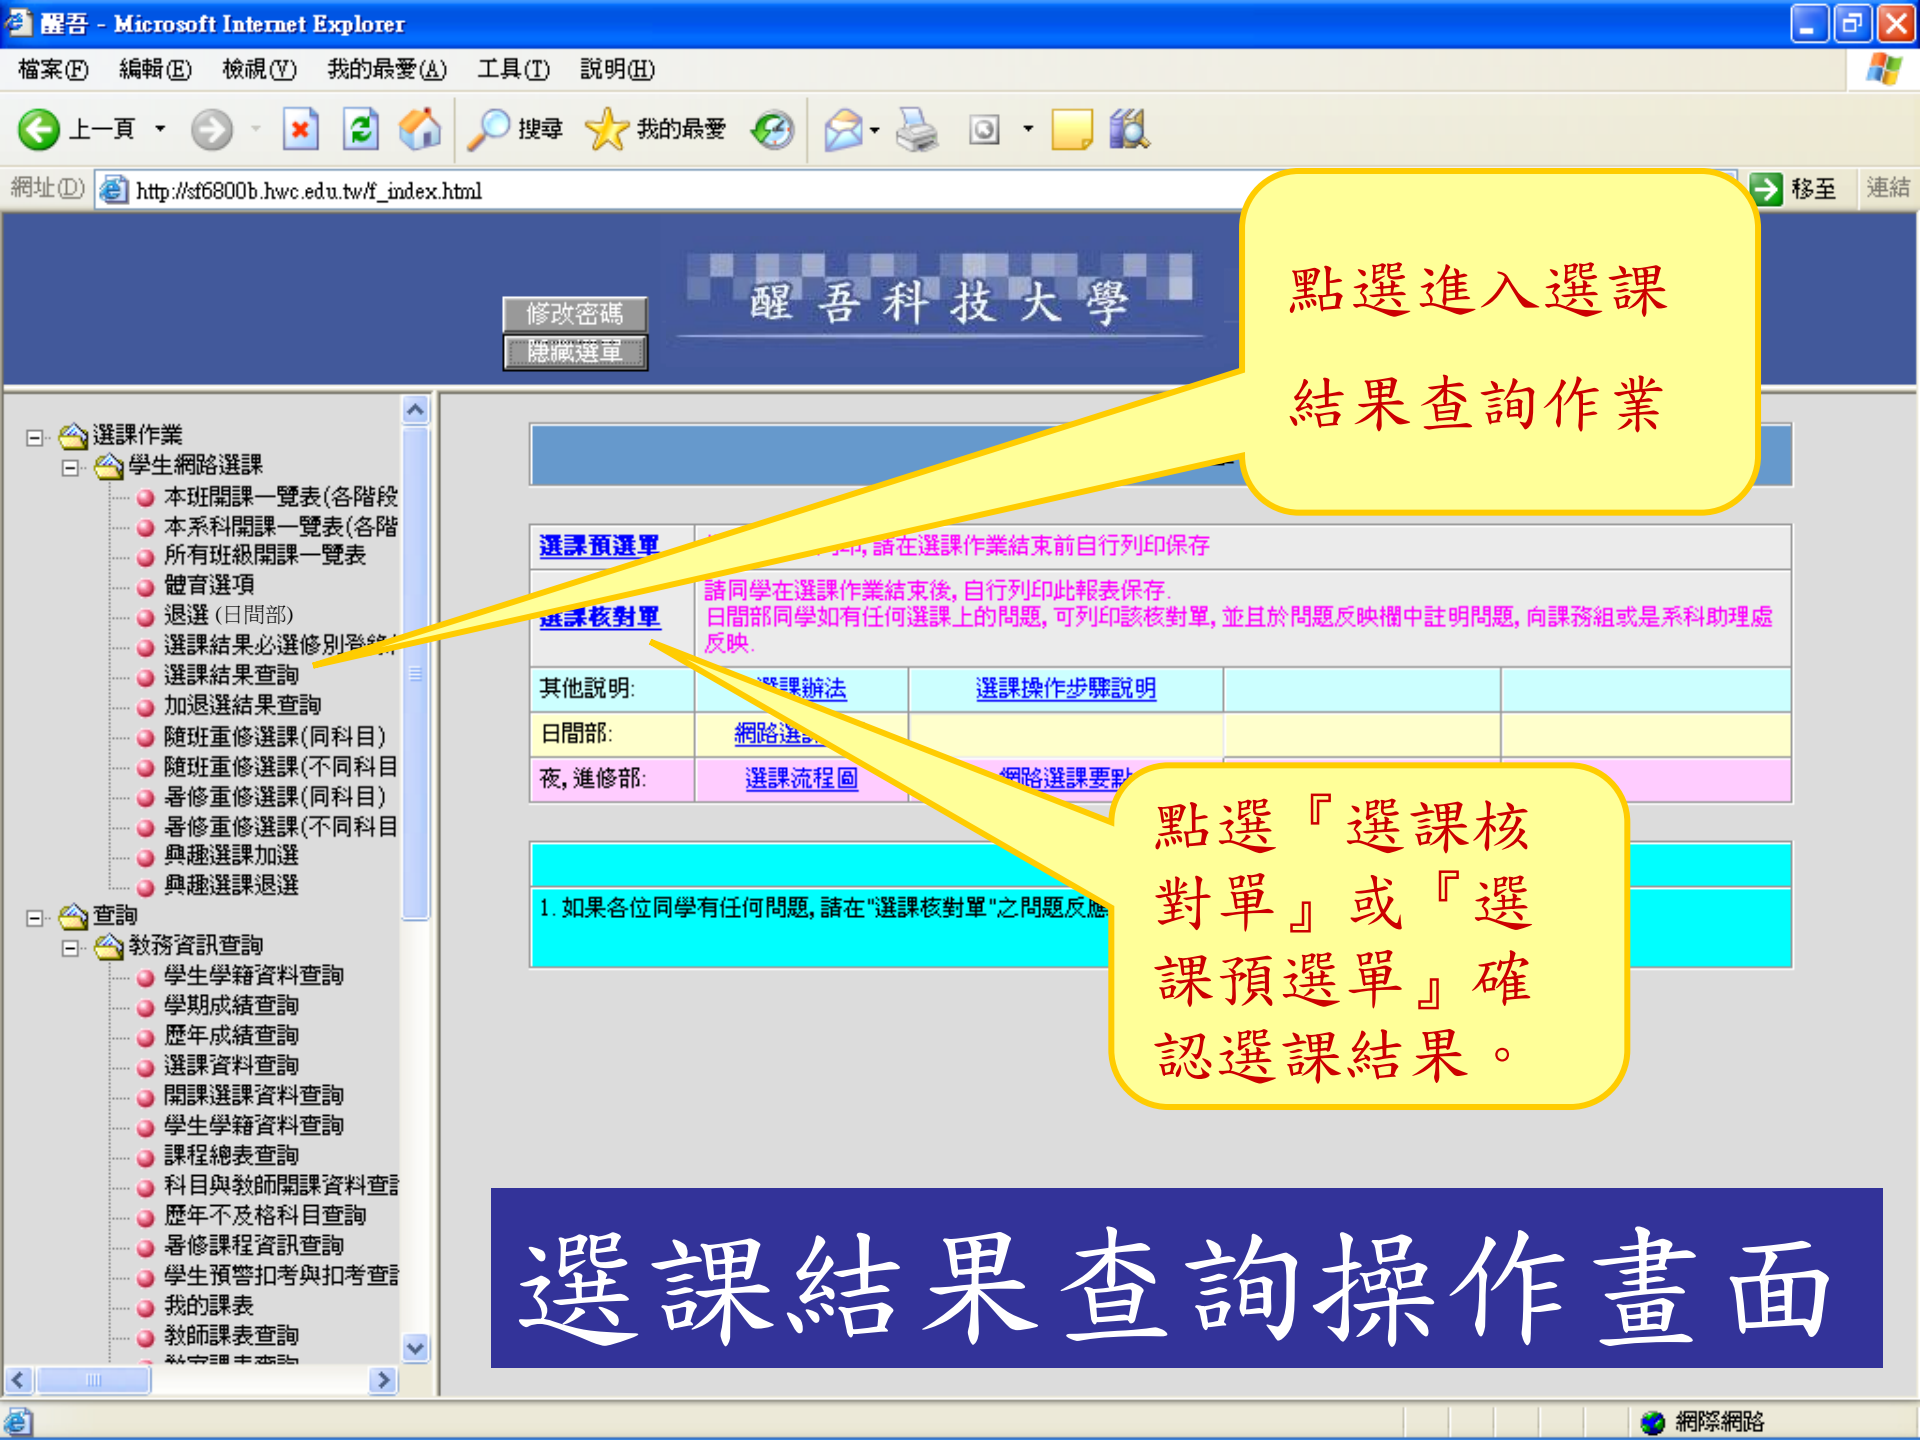 醒吾 - Microsoft Internet Explorer
檔案(F) 編輯(E) 檢視(V) 我的最愛(A) 工具(T) 說明(H)
上一頁 搜尋 我的最愛
網址(D) http://sf6800b.hwc.edu.tw/f_index.html 移至 連結
修改密碼
隱藏選單
醒吾科技大學
點選進入選課
結果查詢作業
選課作業
學生網路選課
本班開課一覽表(各階段
本系科開課一覽表(各階
所有班級開課一覽表
體育選項
退選 (日間部)
選課結果必選修別登錄
選課結果查詢
加退選結果查詢
隨班重修選課(同科目)
隨班重修選課(不同科目
暑修重修選課(同科目)
暑修重修選課(不同科目
興趣選課加選
興趣選課退選
查詢
教務資訊查詢
學生學籍資料查詢
學期成績查詢
歷年成績查詢
選課資料查詢
開課選課資料查詢
學生學籍資料查詢
課程總表查詢
科目與教師開課資料查
歷年不及格科目查詢
暑修課程資訊查詢
學生預警扣考與扣考查
我的課表
教師課表查詢
選課預選單 列印, 請在選課作業結束前自行列印保存
選課核對單
請同學在選課作業結束後, 自行列印此報表保存.
日間部同學如有任何選課上的問題, 可列印該核對單, 並且於問題反映欄中註明問題, 向課務組或是系科助理處
反映.
其他說明: 選課辦法 選課操作步驟說明
日間部: 網路選課
夜, 進修部: 選課流程圖 網路選課要點
1. 如果各位同學有任何問題, 請在"選課核對單"之問題反應
點選『選課核
對單』或『選
課預選單』確
認選課結果。
選課結果查詢操作畫面
網際網路